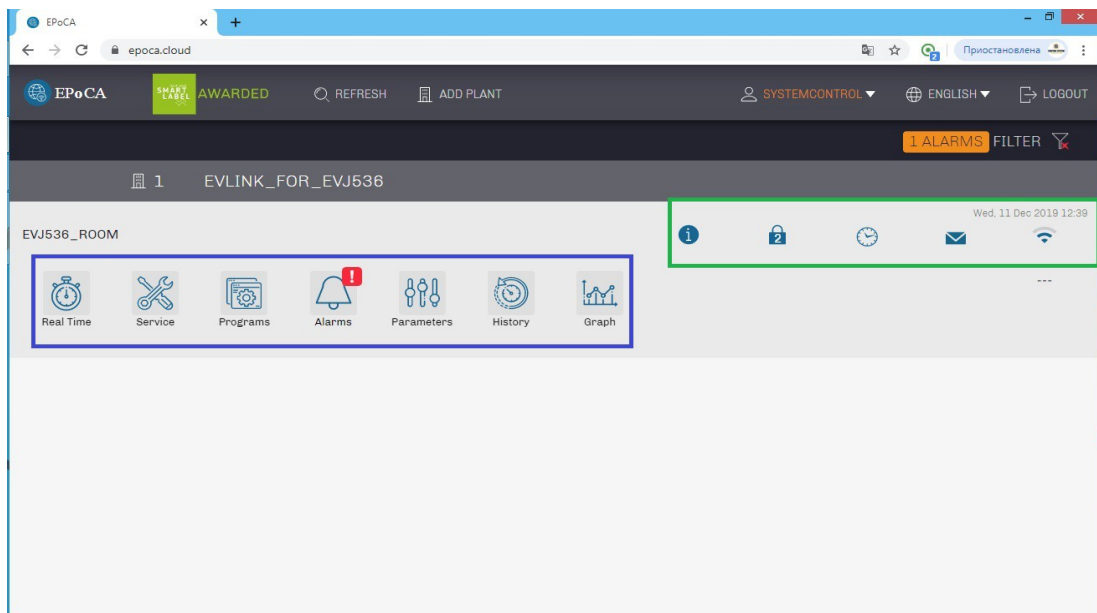 EPoCA
epoca.cloud
Приостановлена
EPoCA SMART LABEL AWARDED REFRESH ADD PLANT SYSTEMCONTROL ENGLISH LOGOUT
1 ALARMS FILTER
1 EVLINK_FOR_EVJ536
Wed, 11 Dec 2019 12:39
EVJ536_ROOM
2
!
---
Real Time Service Programs Alarms Parameters History Graph